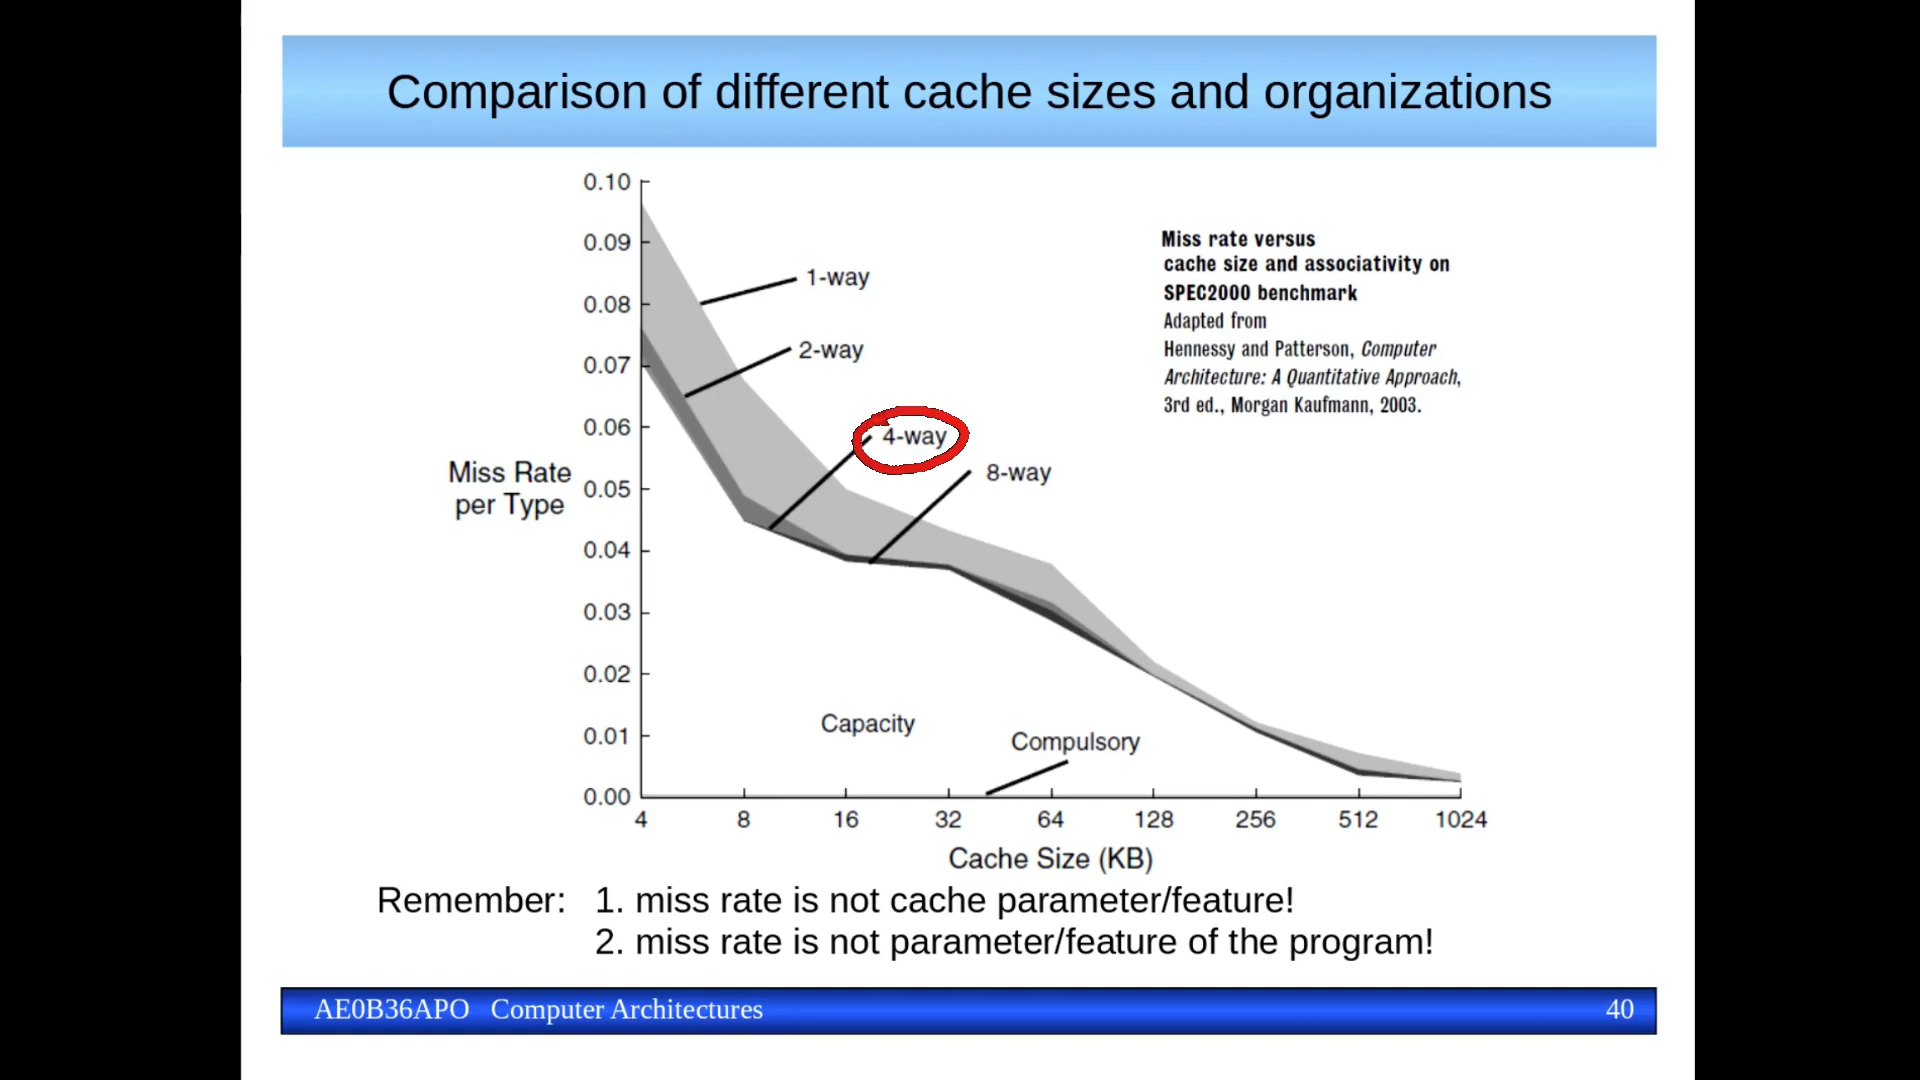 Comparison of different cache sizes and organizations
0.10
0.09
0.08
0.07
0.06
0.05
0.04
0.03
0.02
0.01
0.00
Miss Rate
per Type
1-way
2-way
4-way
8-way
Capacity
Compulsory
4 8 16 32 64 128 256 512 1024
Cache Size (KB)
Miss rate versus
cache size and associativity on
SPEC2000 benchmark
Adapted from
Hennessy and Patterson, Computer
Architecture: A Quantitative Approach,
3rd ed., Morgan Kaufmann, 2003.
Remember: 1. miss rate is not cache parameter/feature!
2. miss rate is not parameter/feature of the program!
AE0B36APO Computer Architectures 40